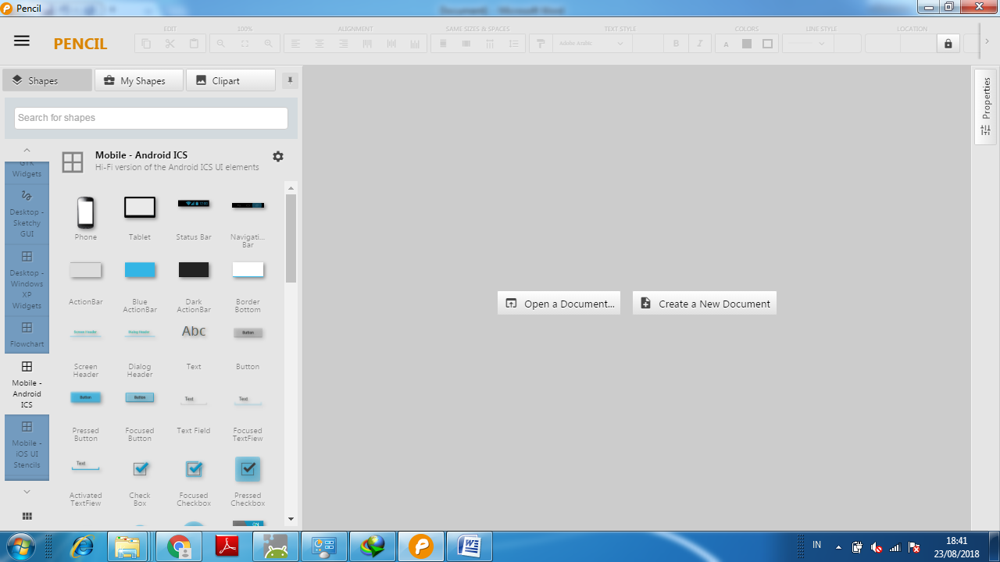 Pencil
Document1 - Microsoft Word
PENCIL
EDIT
100%
ALIGNMENT
SAME SIZES & SPACES
TEXT STYLE
COLORS
LINE STYLE
LOCATION
Adobe Arabic
B
I
A
Shapes
My Shapes
Clipart
Search for shapes
Properties
Mobile - Android ICS
Hi-Fi version of the Android ICS UI elements
GTK
Widgets
Desktop -
Sketchy
GUI
Desktop -
Windows
XP
Widgets
Flowchart
Mobile -
Android
ICS
Mobile -
iOS UI
Stencils
Phone
Tablet
Status Bar
Navigati...
Bar
ActionBar
Blue
ActionBar
Dark
ActionBar
Border
Bottom
Screen Header
Dialog Header
Abc
Button
Screen
Header
Dialog
Header
Text
Button
Button
Button
Text
Text
Pressed
Button
Focused
Button
Text Field
Focused
TextFiew
Text
Activated
TextFiew
Check
Box
Focused
Checkbox
Pressed
Checkbox
ON
Open a Document...
Create a New Document
IN
18:41
23/08/2018